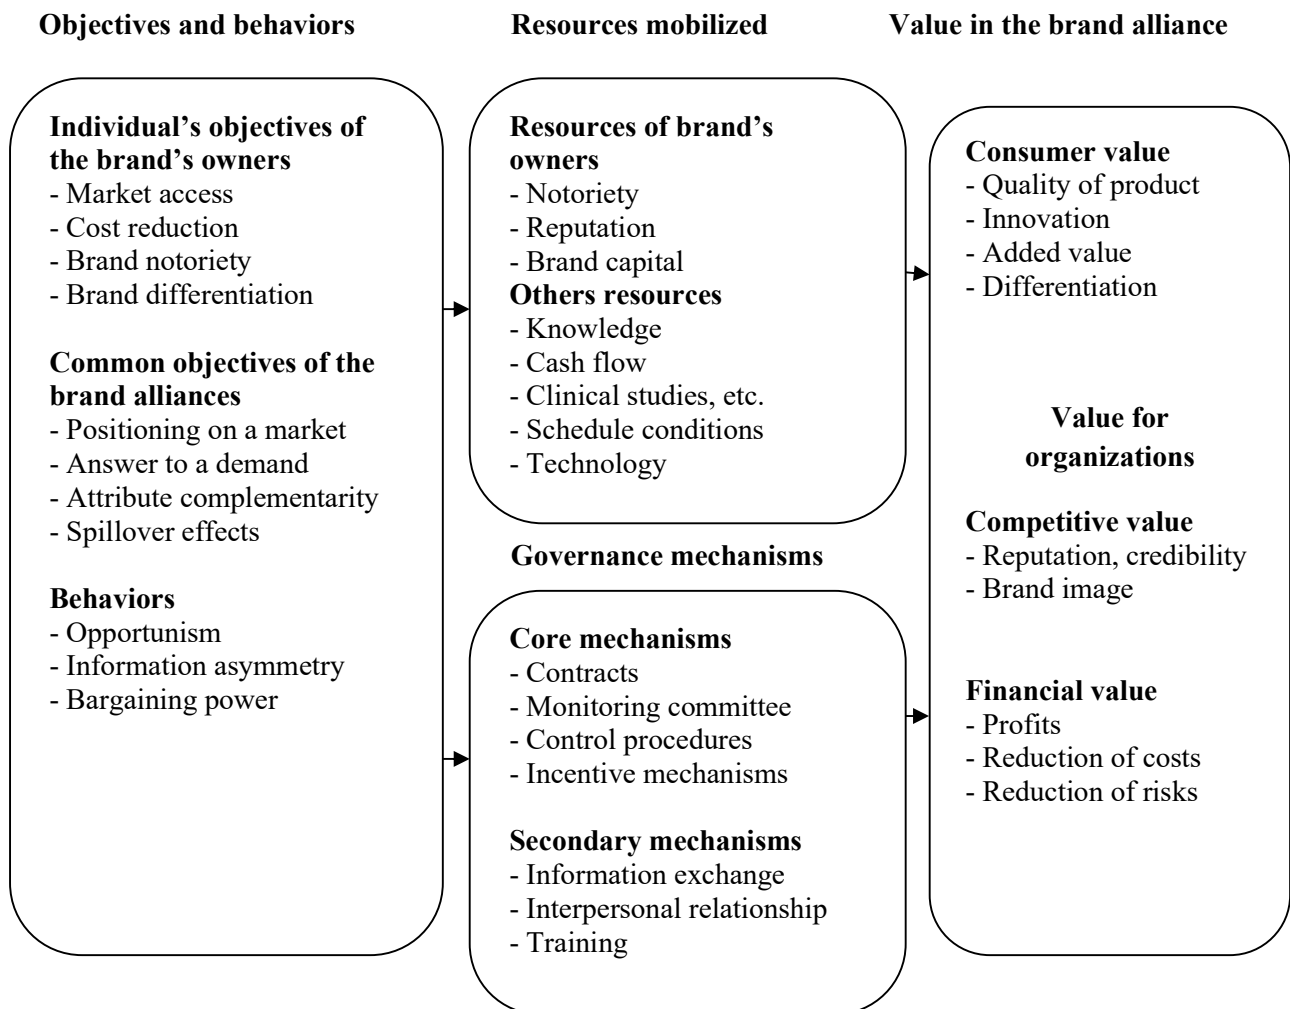 Objectives and behaviors
Individual's objectives of
the brand's owners
- Market access
- Cost reduction
- Brand notoriety
- Brand differentiation
Common objectives of the
brand alliances
- Positioning on a market
- Answer to a demand
- Attribute complementarity
- Spillover effects
Behaviors
- Opportunism
- Information asymmetry
- Bargaining power
Resources mobilized
Resources of brand's
owners
- Notoriety
- Reputation
- Brand capital
Others resources
- Knowledge
- Cash flow
- Clinical studies, etc.
- Schedule conditions
- Technology
Governance mechanisms
Core mechanisms
- Contracts
- Monitoring committee
- Control procedures
- Incentive mechanisms
Secondary mechanisms
- Information exchange
- Interpersonal relationship
- Training
Value in the brand alliance
Consumer value
- Quality of product
- Innovation
- Added value
- Differentiation
Value for
organizations
Competitive value
- Reputation, credibility
- Brand image
Financial value
- Profits
- Reduction of costs
- Reduction of risks